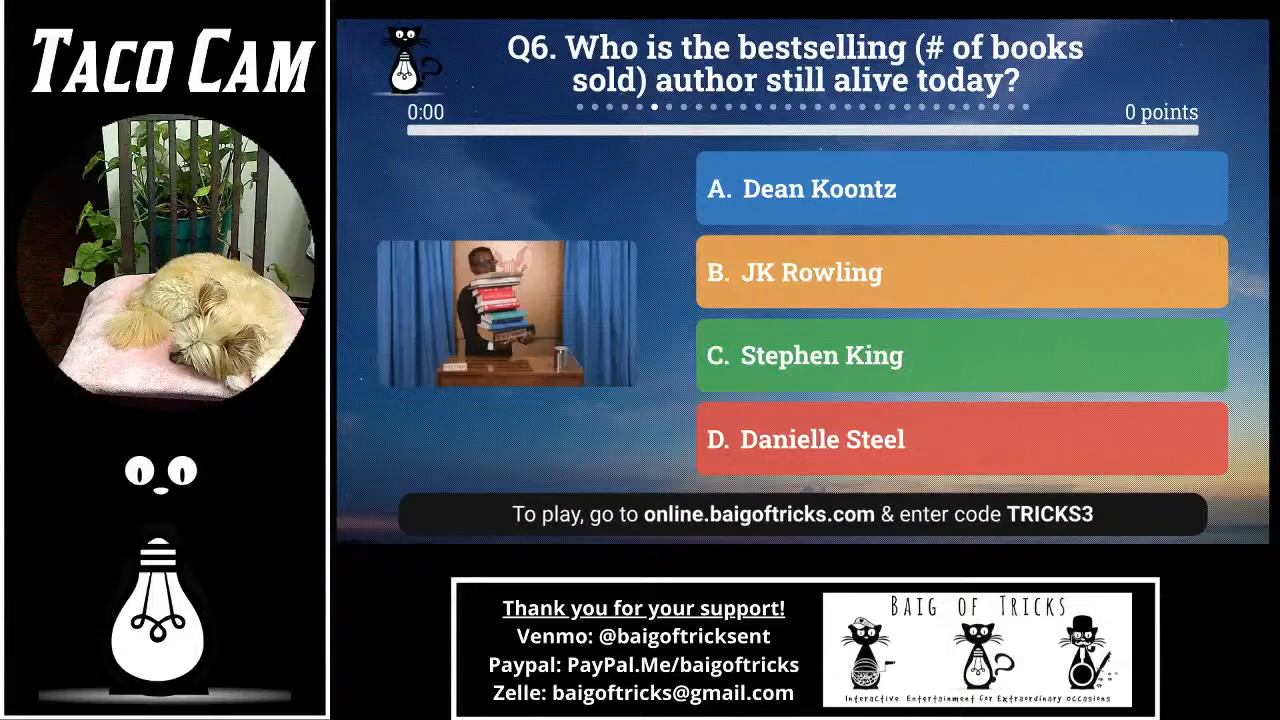 TACO CAM
Q6. Who is the bestselling (# of books
sold) author still alive today?
0:00
0 points
A. Dean Koontz
B. JK Rowling
C. Stephen King
D. Danielle Steel
To play, go to online.baigoftricks.com & enter code TRICKS3
Thank you for your support!
Venmo: @baigoftricksent
Paypal: PayPal.Me/baigoftricks
Zelle: baigoftricks@gmail.com
BAIG OF TRICKS
Interactive Entertainment for Extraordinary occasions